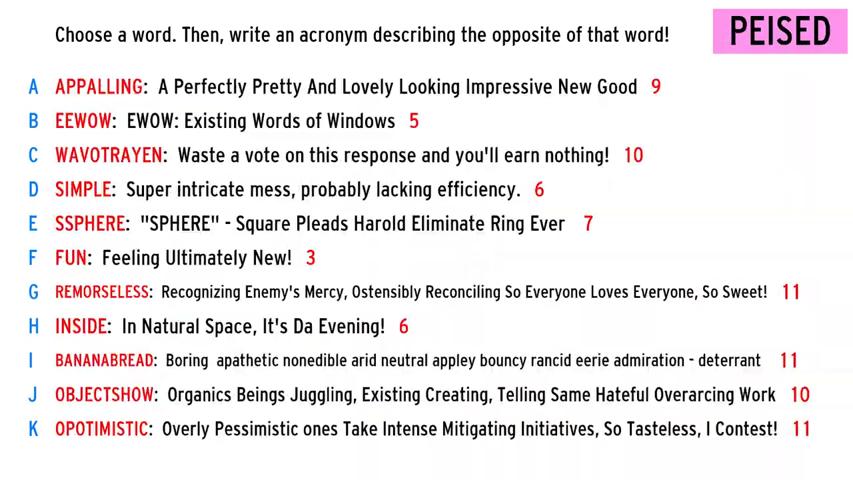 Choose a word. Then, write an acronym describing the opposite of that word!
PEISED
A APPALLING: A Perfectly Pretty And Lovely Looking Impressive New Good 9
B EEWOW: EWOW: Existing Words of Windows 5
C WAVOTRAYEN: Waste a vote on this response and you'll earn nothing! 10
D SIMPLE: Super intricate mess, probably lacking efficiency. 6
E SSPHERE: "SPHERE" - Square Pleads Harold Eliminate Ring Ever 7
F FUN: Feeling Ultimately New! 3
G REMORSELESS: Recognizing Enemy's Mercy, Ostensibly Reconciling So Everyone Loves Everyone, So Sweet! 11
H INSIDE: In Natural Space, It's Da Evening! 6
I BANANABREAD: Boring apathetic nonedible arid neutral appley bouncy rancid eerie admiration - deterrant 11
J OBJECTSHOW: Organics Beings Juggling, Existing Creating, Telling Same Hateful Overarcing Work 10
K OPOTIMISTIC: Overly Pessimistic ones Take Intense Mitigating Initiatives, So Tasteless, I Contest! 11